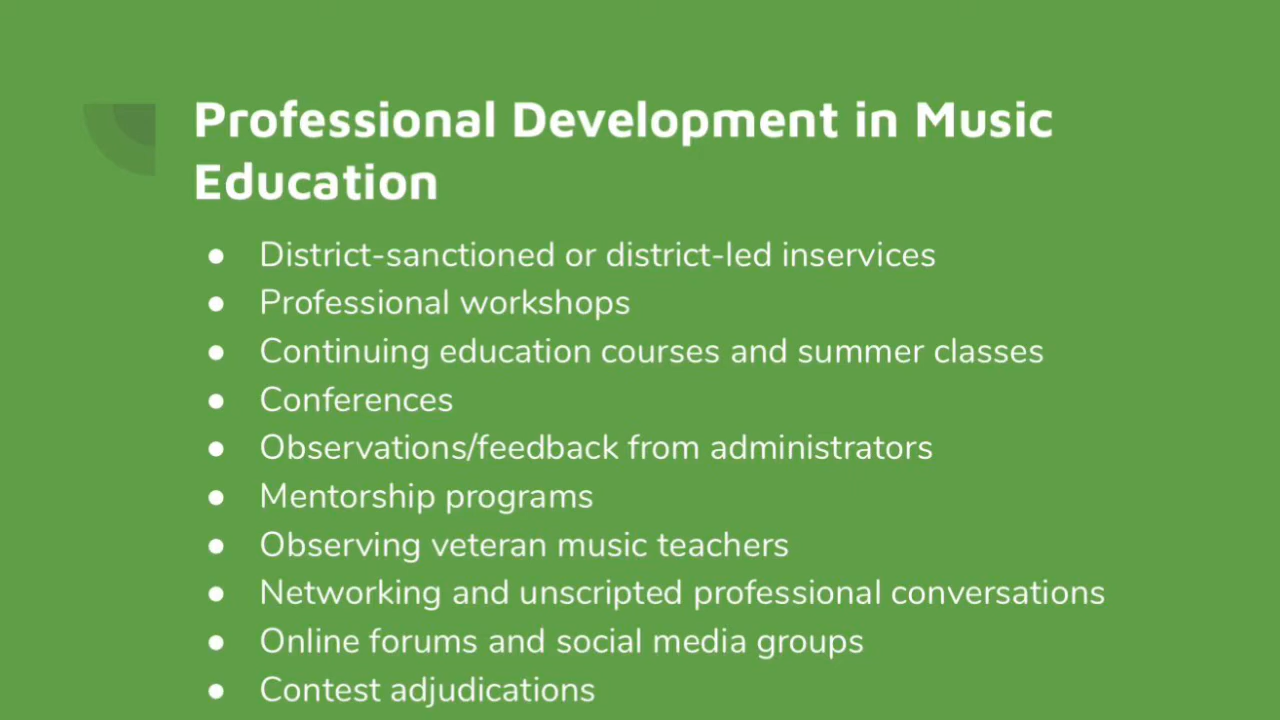 Professional Development in Music
Education
● District-sanctioned or district-led inservices
● Professional workshops
● Continuing education courses and summer classes
● Conferences
● Observations/feedback from administrators
● Mentorship programs
● Observing veteran music teachers
● Networking and unscripted professional conversations
● Online forums and social media groups
● Contest adjudications